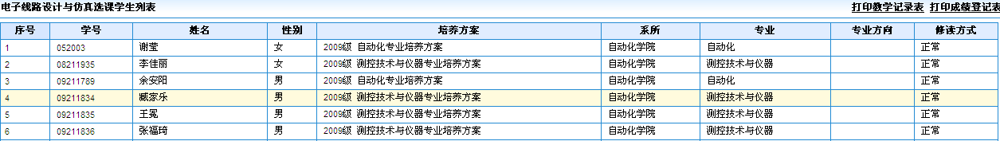 电子线路设计与仿真选课学生列表 打印教学记录表 打印成绩登记表
序号 学号 姓名 性别 培养方案 系所 专业 专业方向 修读方式
1 052003 谢莹 女 2009级 自动化专业培养方案 自动化学院 自动化 正常
2 08211935 李佳丽 女 2009级 测控技术与仪器专业培养方案 自动化学院 测控技术与仪器 正常
3 09211789 余安阳 男 2009级 自动化专业培养方案 自动化学院 自动化 正常
4 09211834 臧家乐 男 2009级 测控技术与仪器专业培养方案 自动化学院 测控技术与仪器 正常
5 09211835 王冕 男 2009级 测控技术与仪器专业培养方案 自动化学院 测控技术与仪器 正常
6 09211836 张福琦 男 2009级 测控技术与仪器专业培养方案 自动化学院 测控技术与仪器 正常